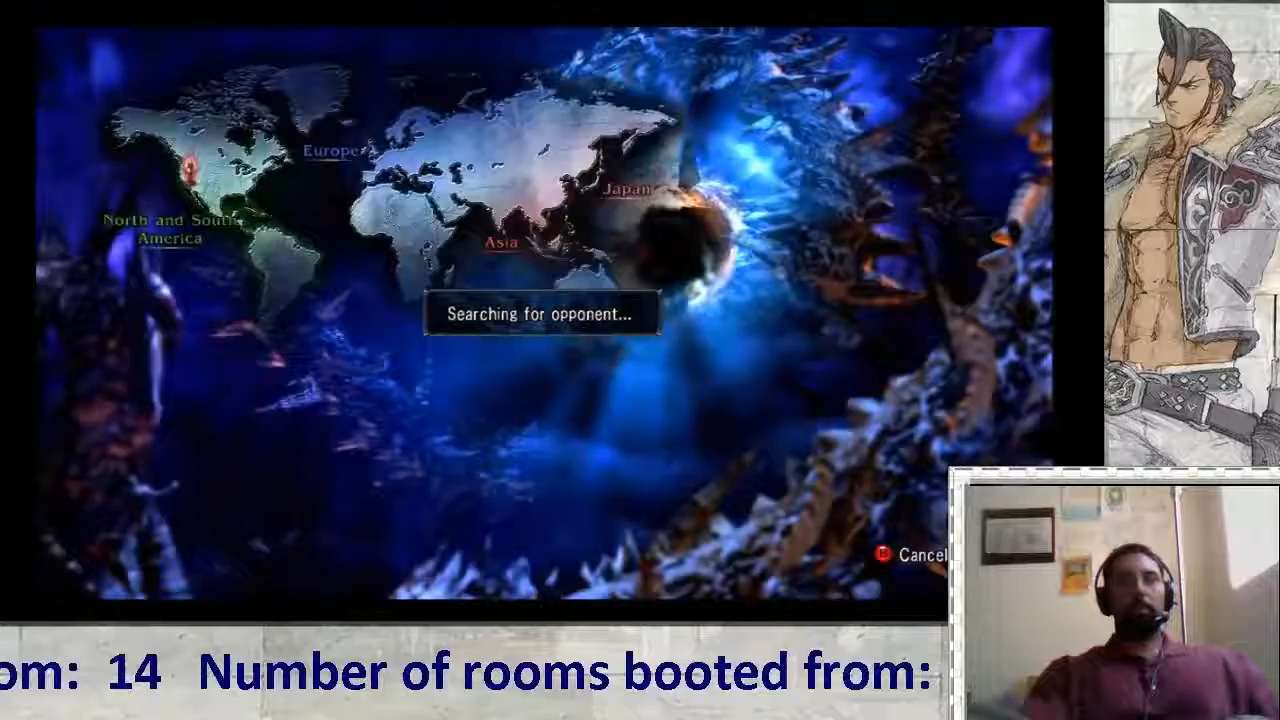 Europe
Japan
North and South
America
Asia
Searching for opponent...
B Cancel
om: 14 Number of rooms booted from: